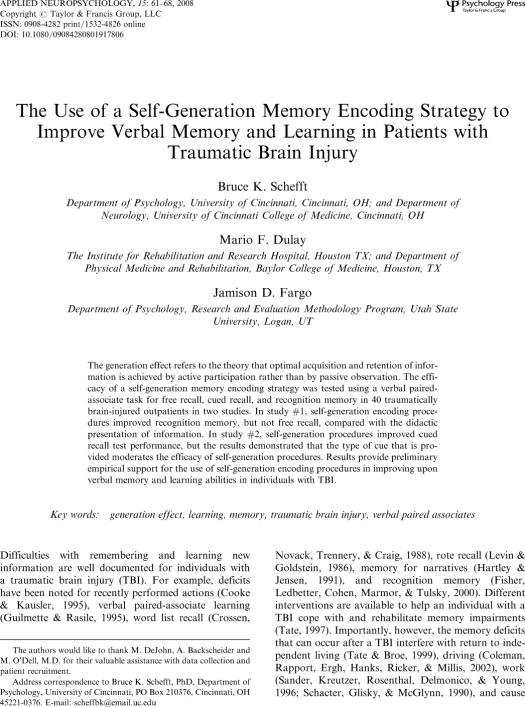 APPLIED NEUROPSYCHOLOGY, 15: 61–68, 2008
Copyright © Taylor & Francis Group, LLC
ISSN: 0908-4282 print/1532-4826 online
DOI: 10.1080/09084280801917806
Psychology Press
Taylor & Francis Group
The Use of a Self-Generation Memory Encoding Strategy to
Improve Verbal Memory and Learning in Patients with
Traumatic Brain Injury
Bruce K. Schefft
Department of Psychology, University of Cincinnati, Cincinnati, OH; and Department of
Neurology, University of Cincinnati College of Medicine, Cincinnati, OH
Mario F. Dulay
The Institute for Rehabilitation and Research Hospital, Houston TX; and Department of
Physical Medicine and Rehabilitation, Baylor College of Medicine, Houston, TX
Jamison D. Fargo
Department of Psychology, Research and Evaluation Methodology Program, Utah State
University, Logan, UT
The generation effect refers to the theory that optimal acquisition and retention of infor-
mation is achieved by active participation rather than by passive observation. The effi-
cacy of a self-generation memory encoding strategy was tested using a verbal paired-
associate task for free recall, cued recall, and recognition memory in 40 traumatically
brain-injured outpatients in two studies. In study #1, self-generation encoding proce-
dures improved recognition memory, but not free recall, compared with the didactic
presentation of information. In study #2, self-generation procedures improved cued
recall test performance, but the results demonstrated that the type of cue that is pro-
vided moderates the efficacy of self-generation procedures. Results provide preliminary
empirical support for the use of self-generation encoding procedures in improving upon
verbal memory and learning abilities in individuals with TBI.
Key words: generation effect, learning, memory, traumatic brain injury, verbal paired associates
Difficulties with remembering and learning new
information are well documented for individuals with
a traumatic brain injury (TBI). For example, deficits
have been noted for recently performed actions (Cooke
& Kausler, 1995), verbal paired-associate learning
(Guilmette & Rasile, 1995), word list recall (Crossen,
The authors would like to thank M. DeJohn, A. Backscheider and
M. O'Dell, M.D. for their valuable assistance with data collection and
patient recruitment.
Address correspondence to Bruce K. Schefft, PhD, Department of
Psychology, University of Cincinnati, PO Box 210376, Cincinnati, OH
45221-0376. E-mail: scheffbk@email.uc.edu
Novack, Trennery, & Craig, 1988), rote recall (Levin &
Goldstein, 1986), memory for narratives (Hartley &
Jensen, 1991), and recognition memory (Fisher,
Ledbetter, Cohen, Marmor, & Tulsky, 2000). Different
interventions are available to help an individual with a
TBI cope with and rehabilitate memory impairments
(Tate, 1997). Importantly, however, the memory deficits
that can occur after a TBI interfere with return to inde-
pendent living (Tate & Broe, 1999), driving (Coleman,
Rapport, Ergh, Hanks, Ricker, & Millis, 2002), work
(Sander, Kreutzer, Rosenthal, Delmonico, & Young,
1996; Schacter, Glisky, & McGlynn, 1990), and cause